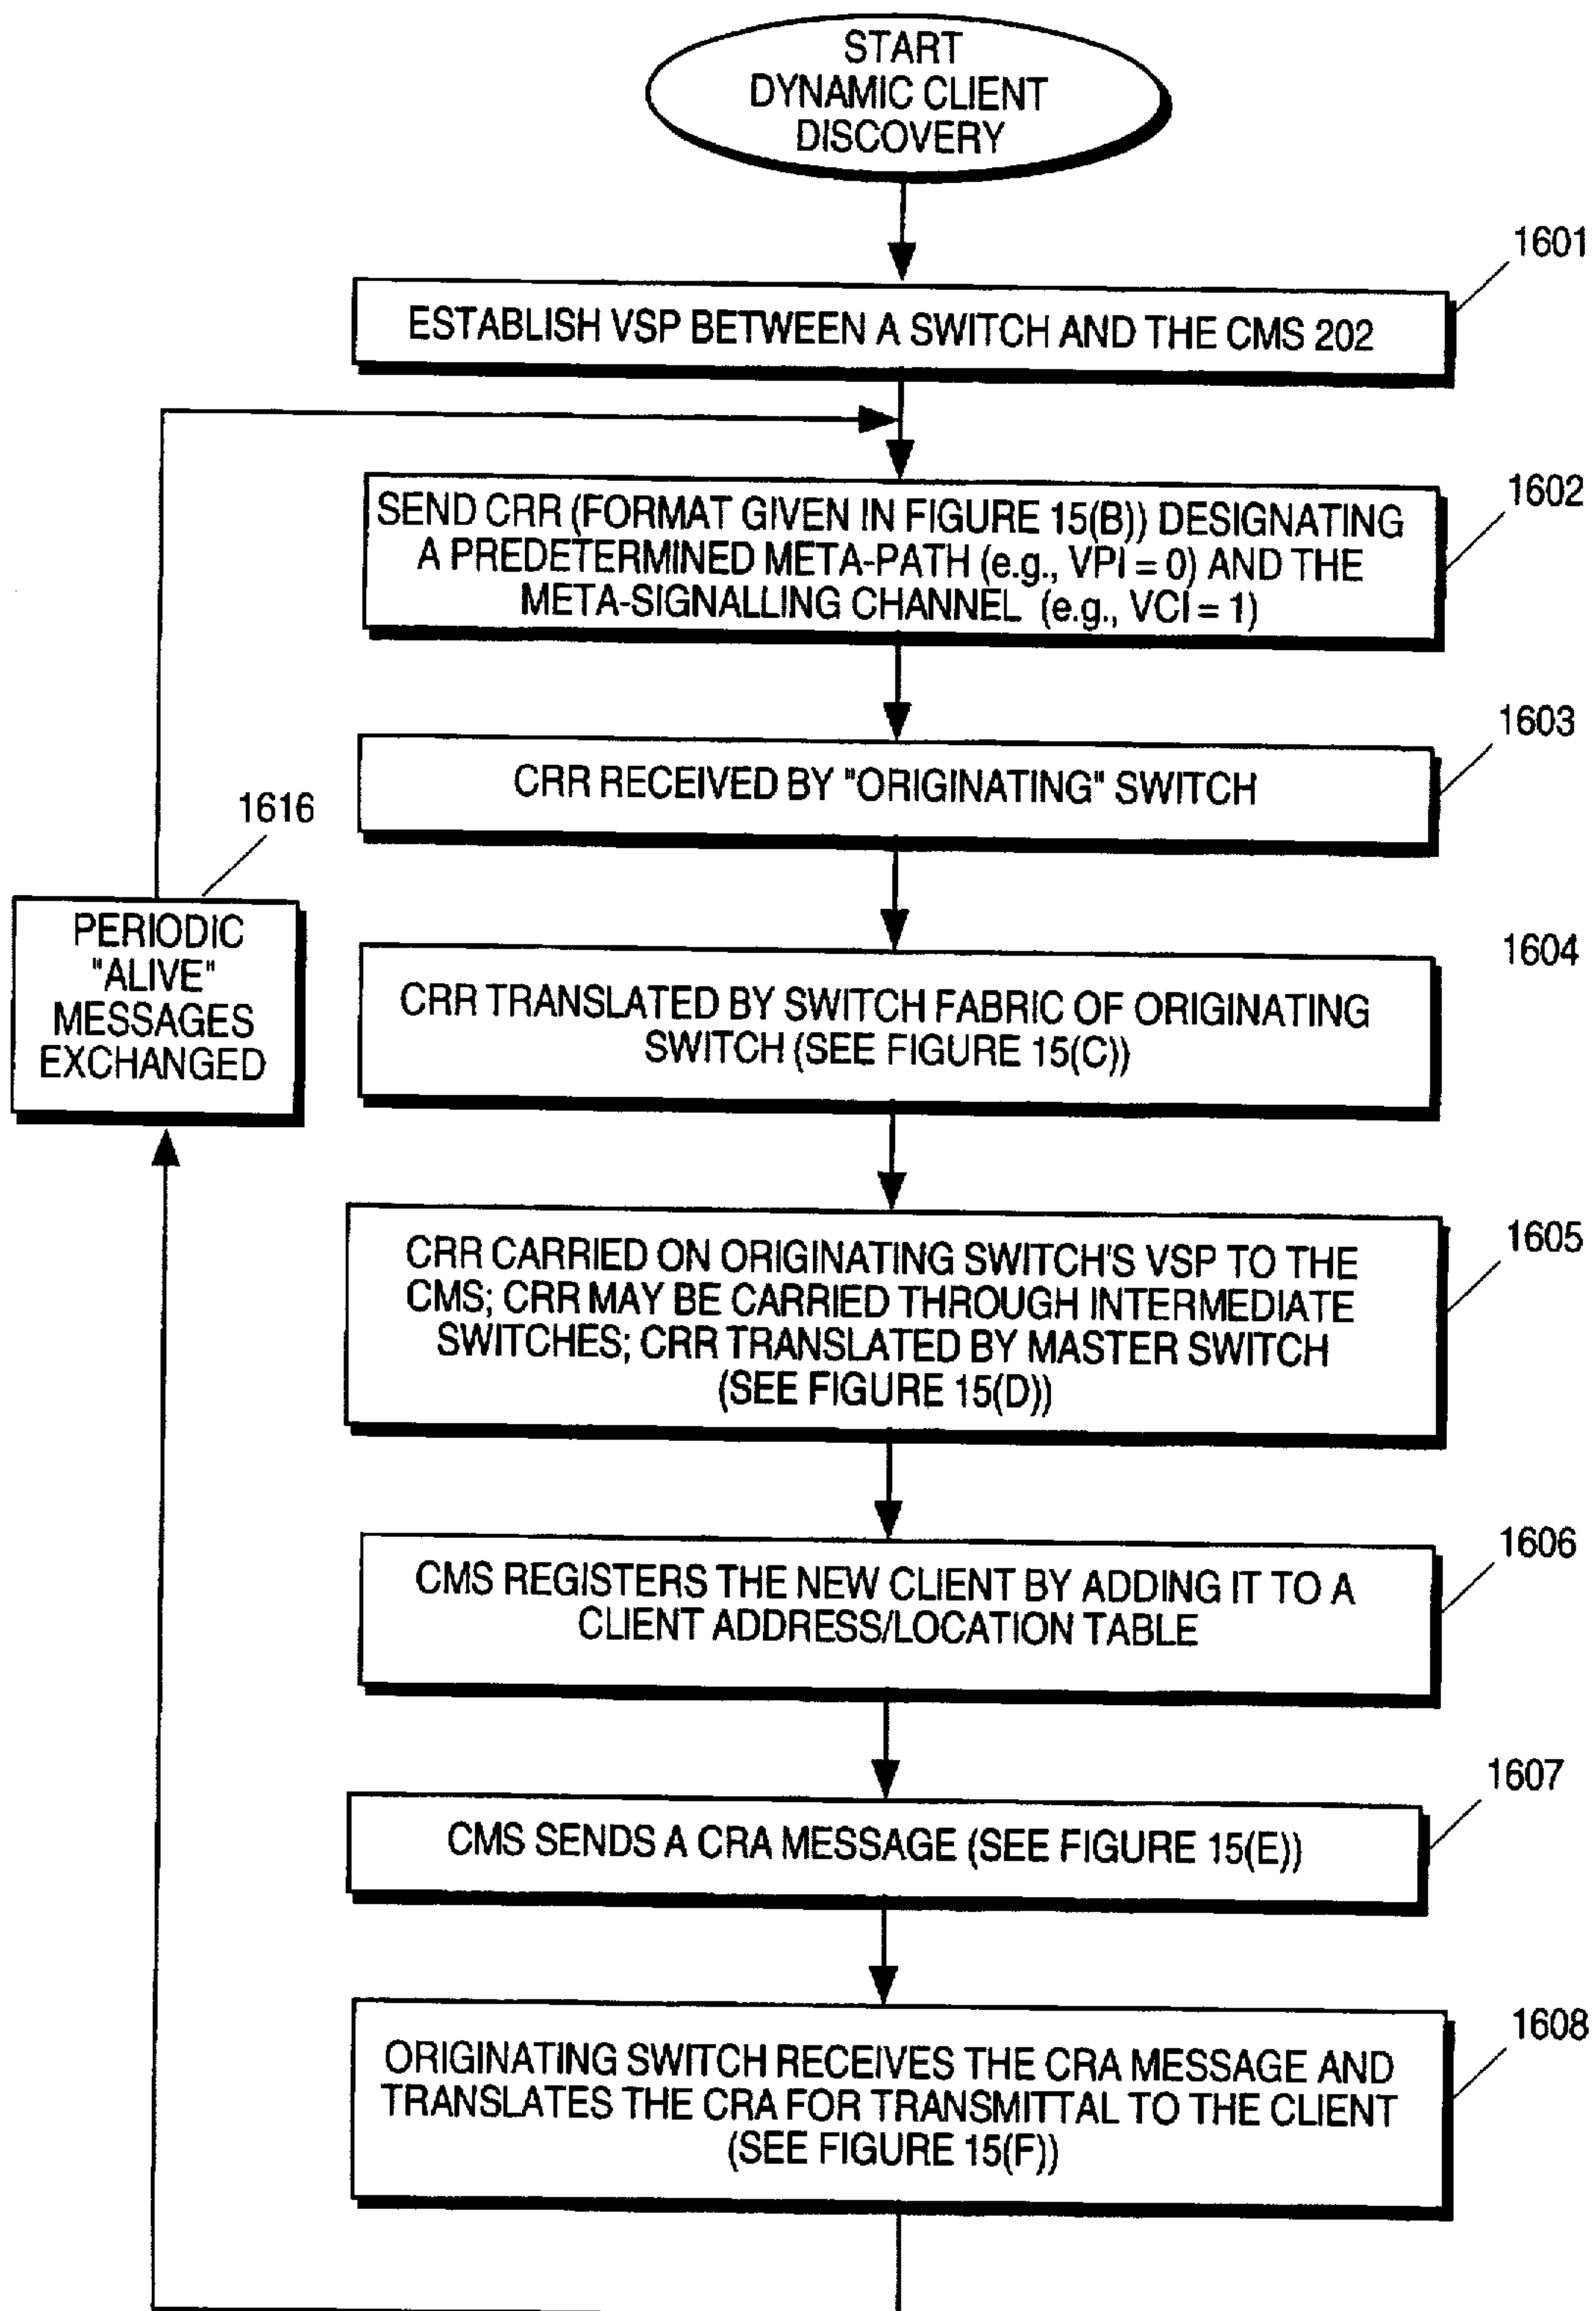 START
DYNAMIC CLIENT
DISCOVERY
1601
ESTABLISH VSP BETWEEN A SWITCH AND THE CMS 202
1602
SEND CRR (FORMAT GIVEN IN FIGURE 15(B)) DESIGNATING
A PREDETERMINED META-PATH (e.g., VPI = 0) AND THE
META-SIGNALLING CHANNEL (e.g., VCI = 1)
1603
CRR RECEIVED BY "ORIGINATING" SWITCH
1616
PERIODIC
"ALIVE"
MESSAGES
EXCHANGED
1604
CRR TRANSLATED BY SWITCH FABRIC OF ORIGINATING
SWITCH (SEE FIGURE 15(C))
1605
CRR CARRIED ON ORIGINATING SWITCH'S VSP TO THE
CMS; CRR MAY BE CARRIED THROUGH INTERMEDIATE
SWITCHES; CRR TRANSLATED BY MASTER SWITCH
(SEE FIGURE 15(D))
1606
CMS REGISTERS THE NEW CLIENT BY ADDING IT TO A
CLIENT ADDRESS/LOCATION TABLE
1607
CMS SENDS A CRA MESSAGE (SEE FIGURE 15(E))
1608
ORIGINATING SWITCH RECEIVES THE CRA MESSAGE AND
TRANSLATES THE CRA FOR TRANSMITTAL TO THE CLIENT
(SEE FIGURE 15(F))